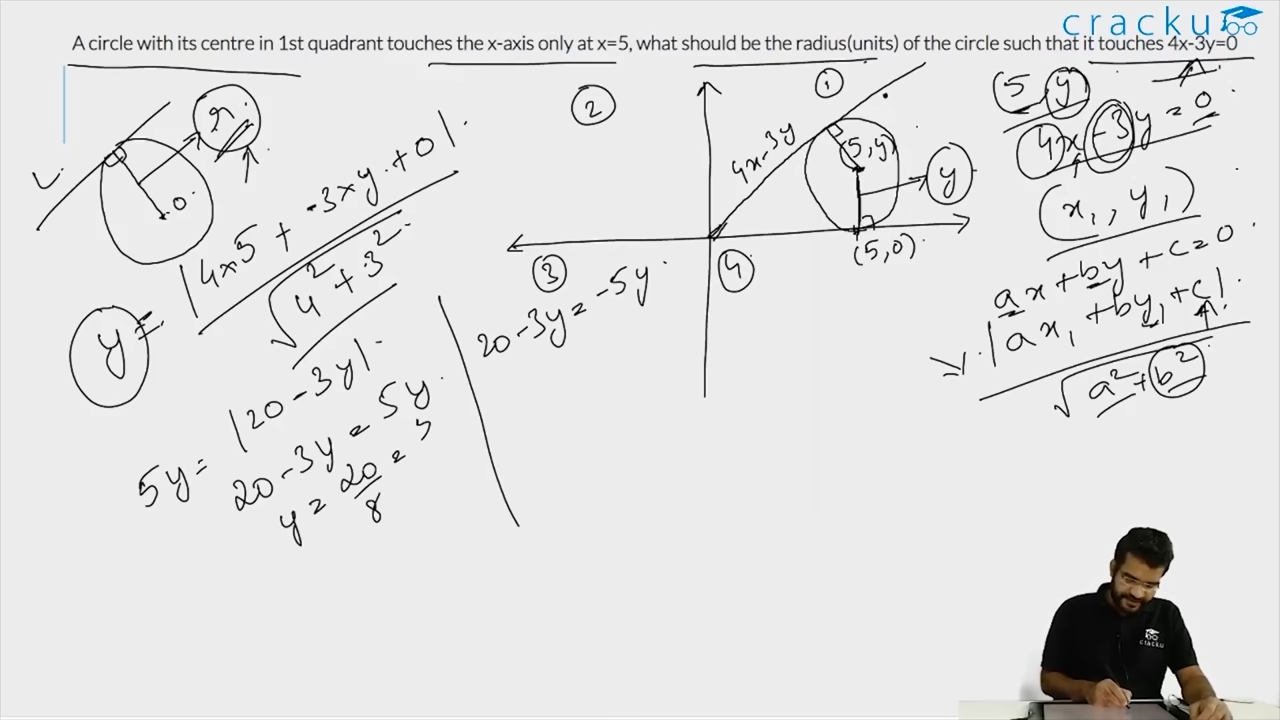 cracku
A circle with its centre in 1st quadrant touches the x-axis only at x=5, what should be the radius(units) of the circle such that it touches 4x-3y=0
r
O
y = |4×5 + -3×y + 0|
√4² + 3²
5y = |20 - 3y|
20 - 3y = 5y
y = 20/8 =
20 - 3y = -5y
2
1
3
4
4x-3y
(5, y)
y
(5, 0)
(5, y)
4x - 3y = 0
(x₁, y₁)
ax + by + c = 0
|ax₁ + by₁ + c|
√a² + b²
cracku